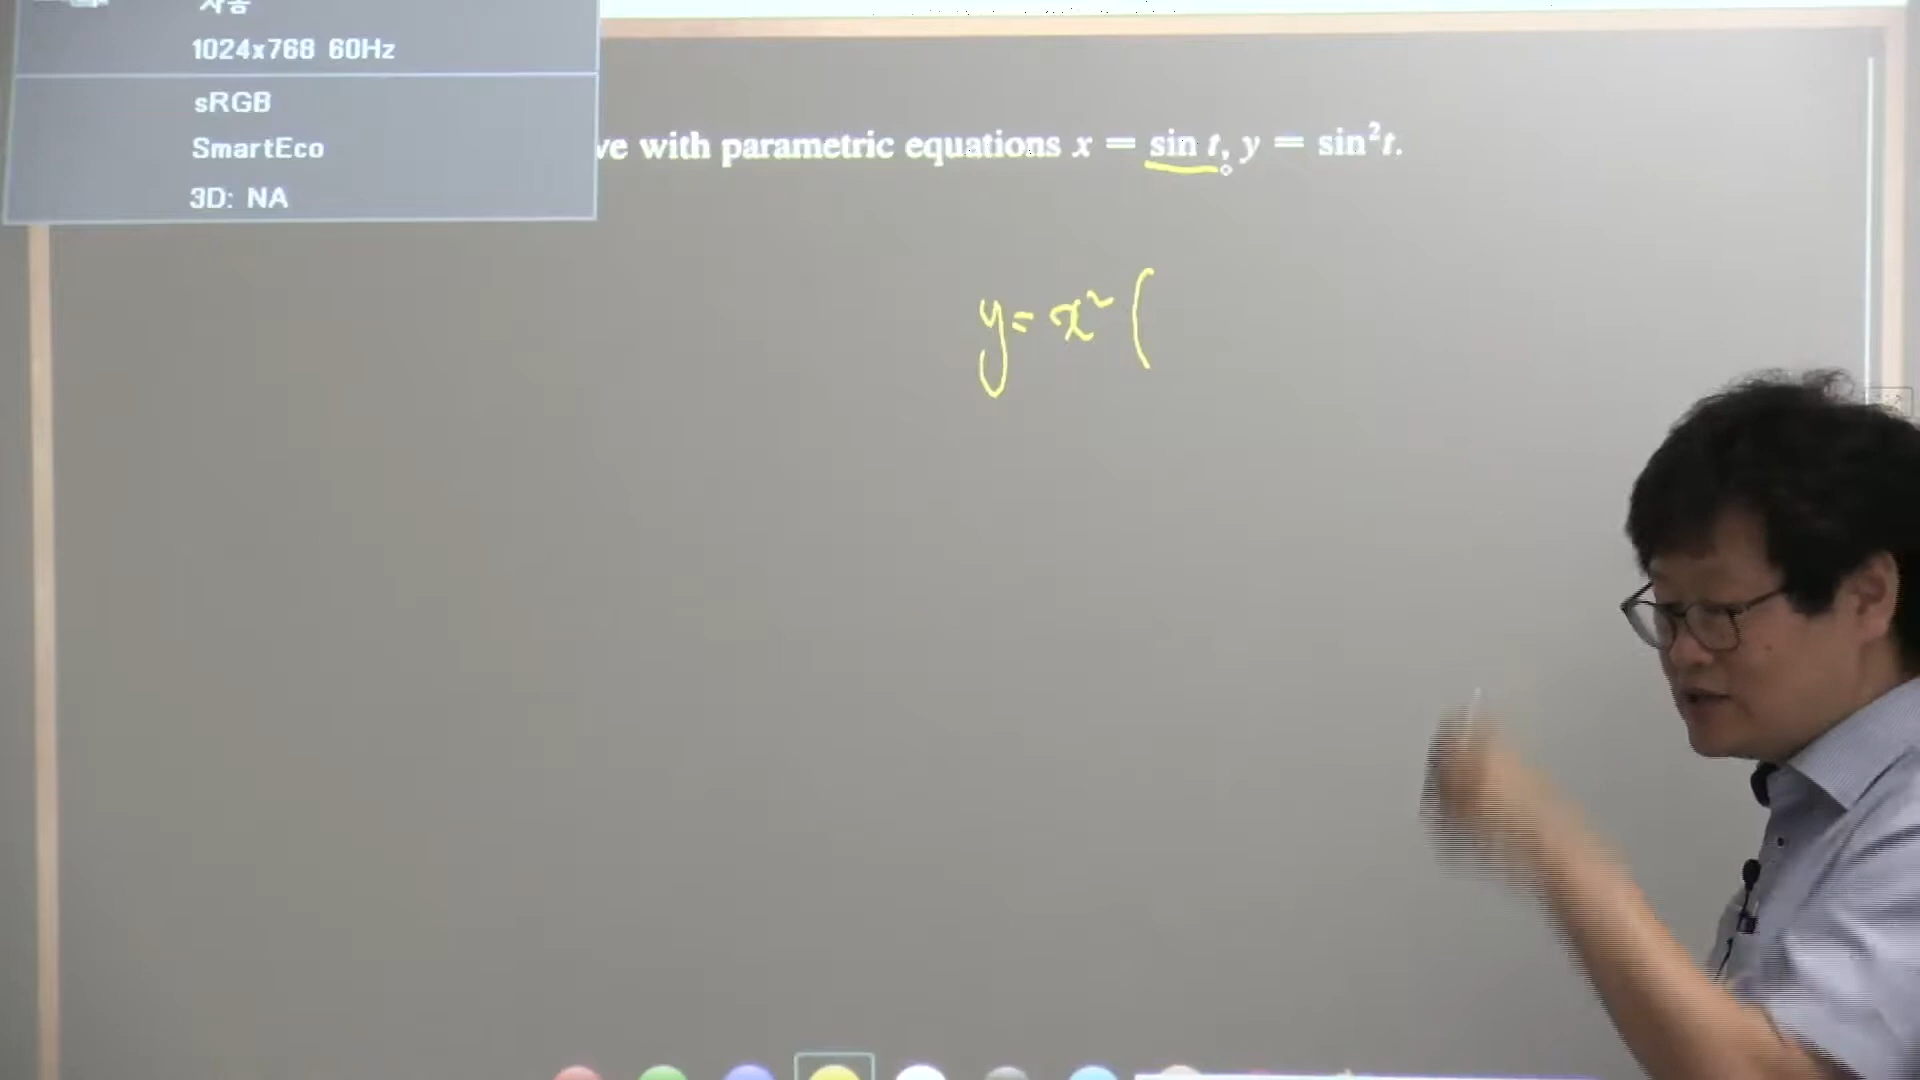 1024x768 60Hz
sRGB
SmartEco
3D: NA
ve with parametric equations x = sin t, y = sin²t.
y = x² (